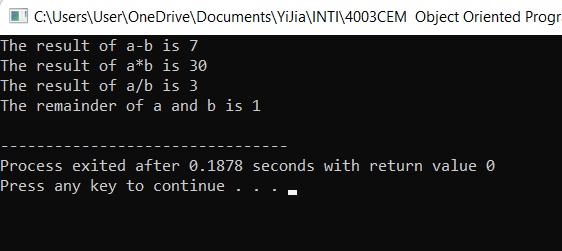 C:\Users\User\OneDrive\Documents\YiJia\INTI\4003CEM  Object Oriented Progr
The result of a-b is 7
The result of a*b is 30
The result of a/b is 3
The remainder of a and b is 1
--------------------------------
Process exited after 0.1878 seconds with return value 0
Press any key to continue . . .